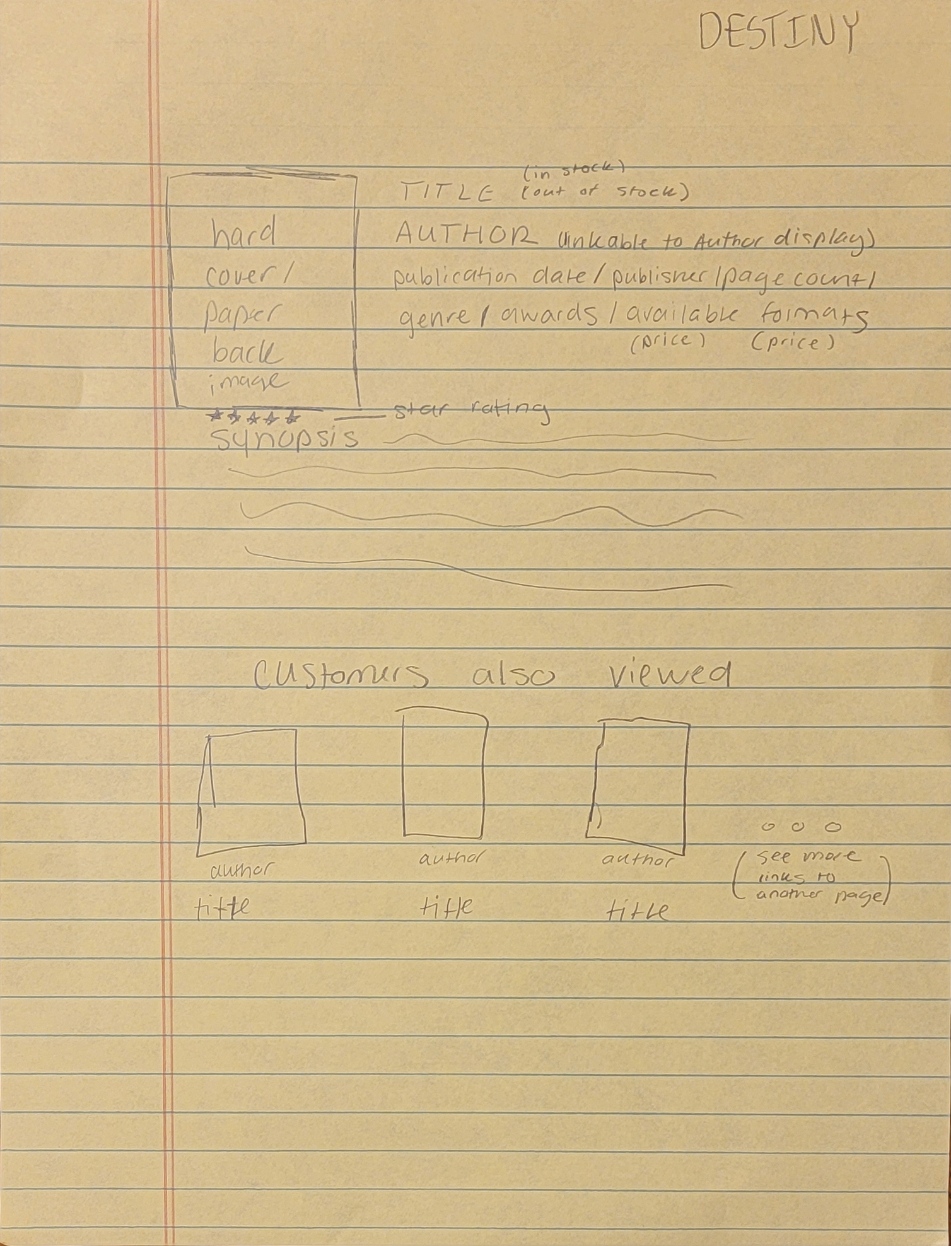 DESTINY
(in stock)
TITLE (out of stock)
hard
AUTHOR (linkable to Author display)
cover/
publication date/publisher/page count/
paper
genre/awards/available formats
back
(price) (price)
image
star rating
synopsis
customers also viewed
author author author
title title title
(see more
links to
another page)